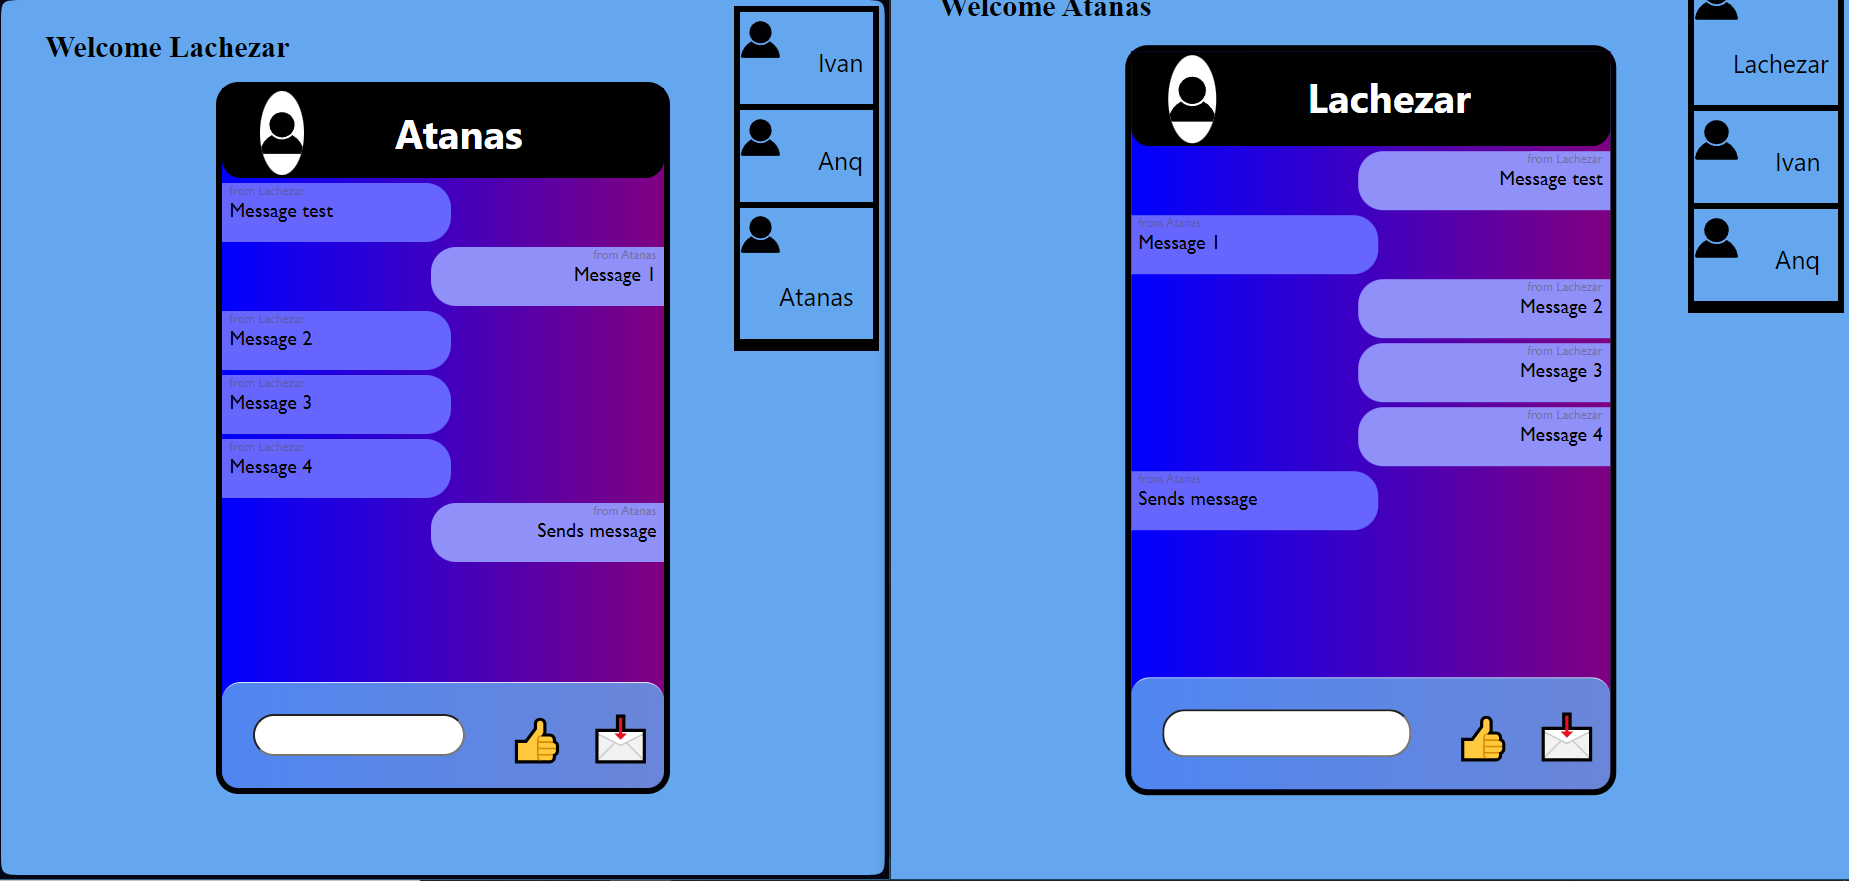 Welcome Lachezar
Atanas
from Lachezar
Message test
from Atanas
Message 1
from Lachezar
Message 2
from Lachezar
Message 3
from Lachezar
Message 4
from Atanas
Sends message
Ivan
Anq
Atanas
Welcome Atanas
Lachezar
from Lachezar
Message test
from Atanas
Message 1
from Lachezar
Message 2
from Lachezar
Message 3
from Lachezar
Message 4
from Atanas
Sends message
Lachezar
Ivan
Anq